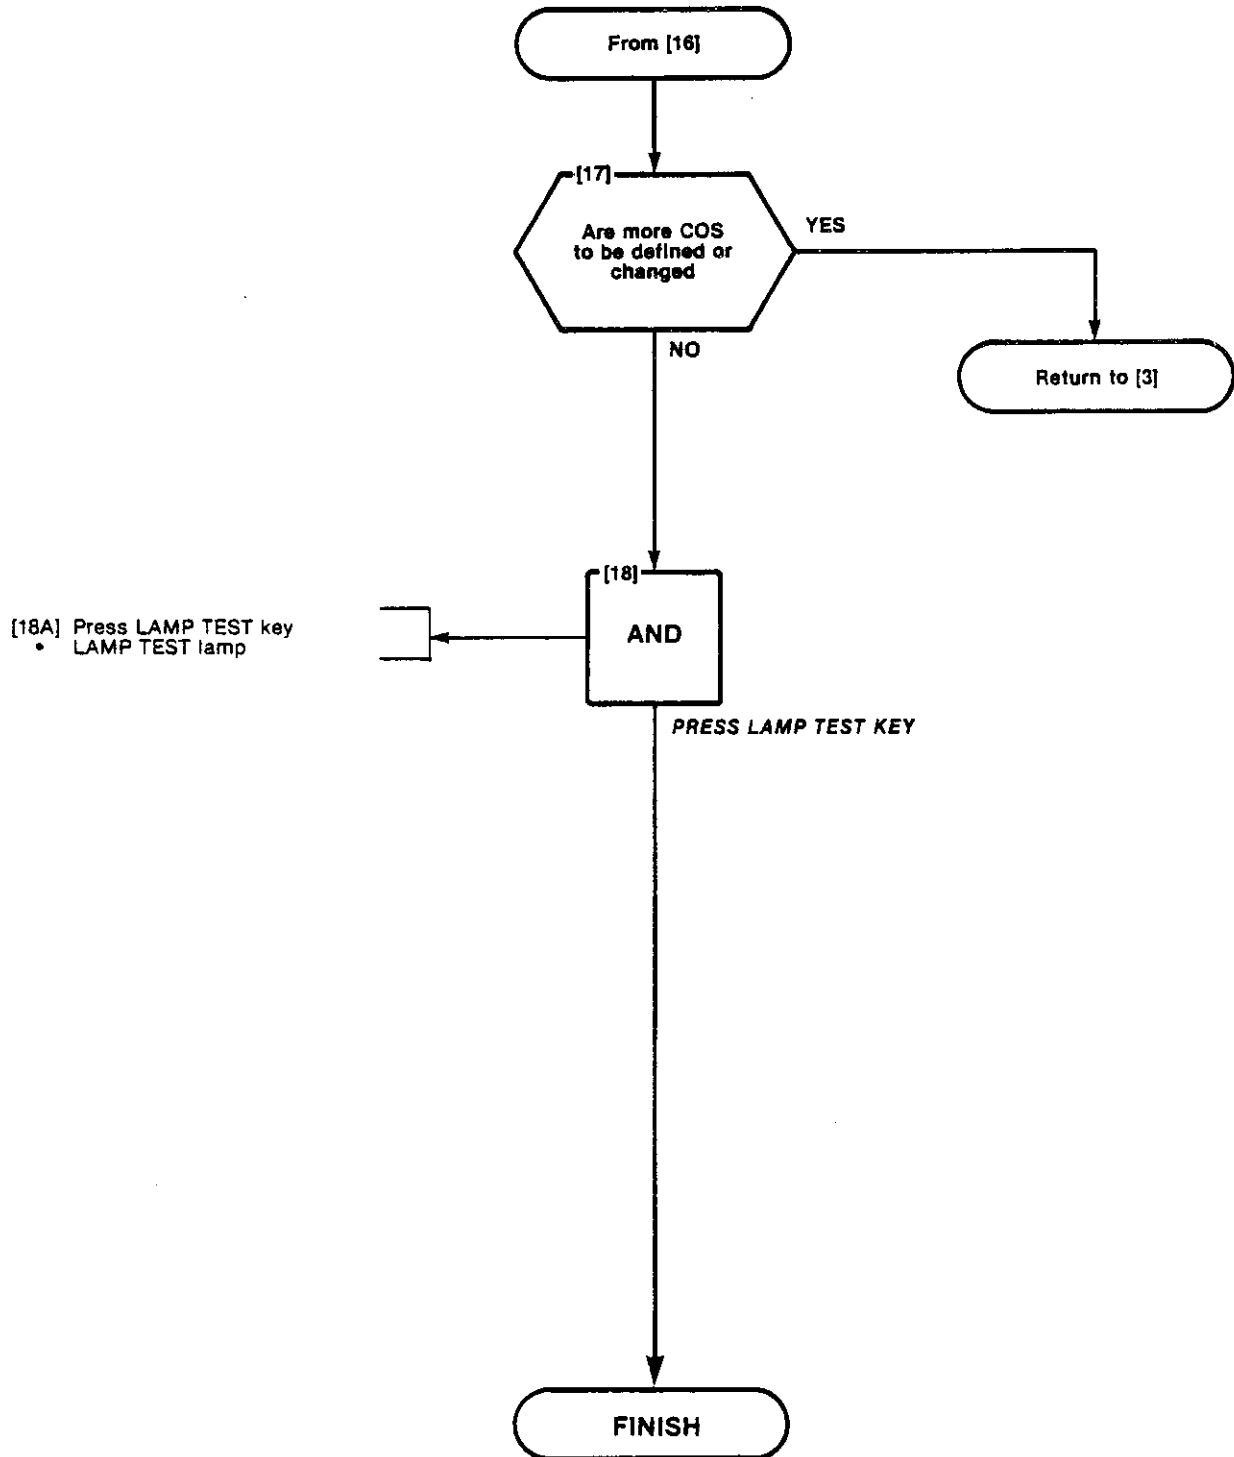 From [16]
[17]
Are more COS
to be defined or
changed
YES
NO
Return to [3]
[18]
AND
[18A] Press LAMP TEST key
• LAMP TEST lamp
PRESS LAMP TEST KEY
FINISH